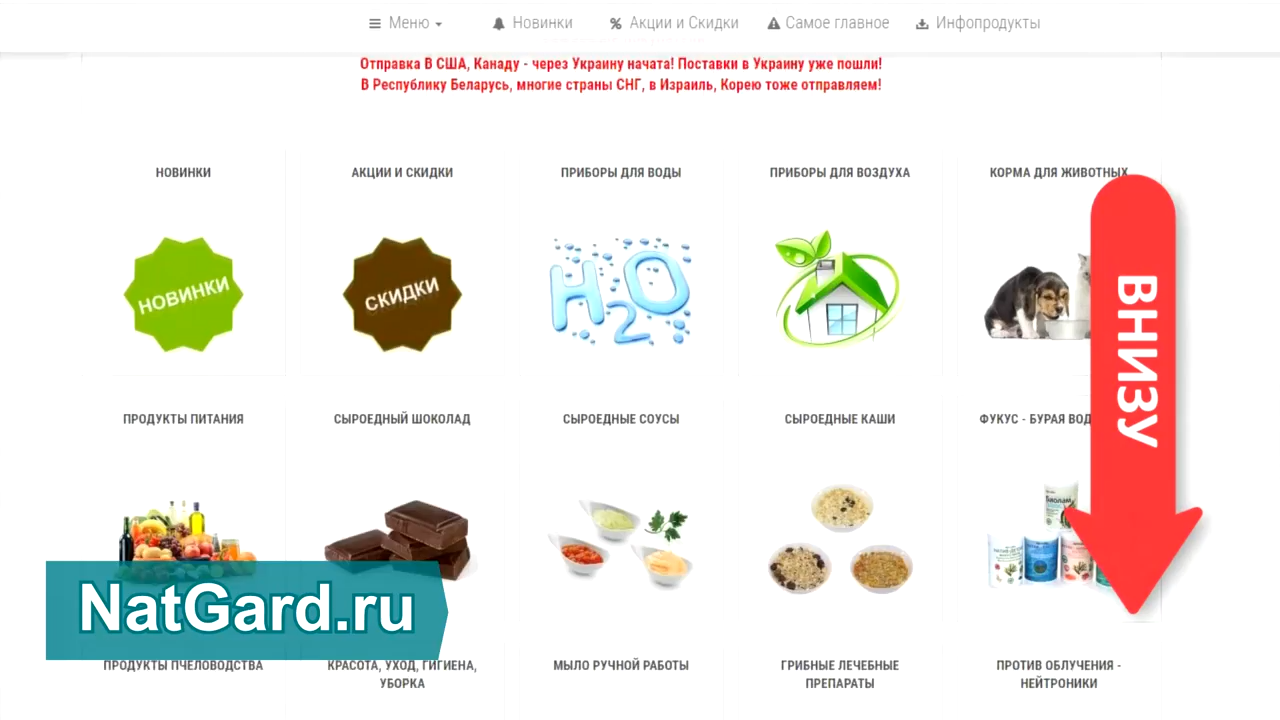 Меню
Новинки
Акции и Скидки
Самое главное
Инфопродукты
Отправка В США, Канаду - через Украину начата! Поставки в Украину уже пошли!
В Республику Беларусь, многие страны СНГ, в Израиль, Корею тоже отправляем!
НОВИНКИ
АКЦИИ И СКИДКИ
ПРИБОРЫ ДЛЯ ВОДЫ
ПРИБОРЫ ДЛЯ ВОЗДУХА
КОРМА ДЛЯ ЖИВОТНЫХ
НОВИНКИ
СКИДКИ
H2O
ВНИЗУ
ПРОДУКТЫ ПИТАНИЯ
СЫРОЕДНЫЙ ШОКОЛАД
СЫРОЕДНЫЕ СОУСЫ
СЫРОЕДНЫЕ КАШИ
ФУКУС - БУРАЯ
NatGard.ru
ПРОДУКТЫ ПЧЕЛОВОДСТВА
КРАСОТА, УХОД, ГИГИЕНА,
УБОРКА
МЫЛО РУЧНОЙ РАБОТЫ
ГРИБНЫЕ ЛЕЧЕБНЫЕ
ПРЕПАРАТЫ
ПРОТИВ ОБЛУЧЕНИЯ -
НЕЙТРОНИКИ